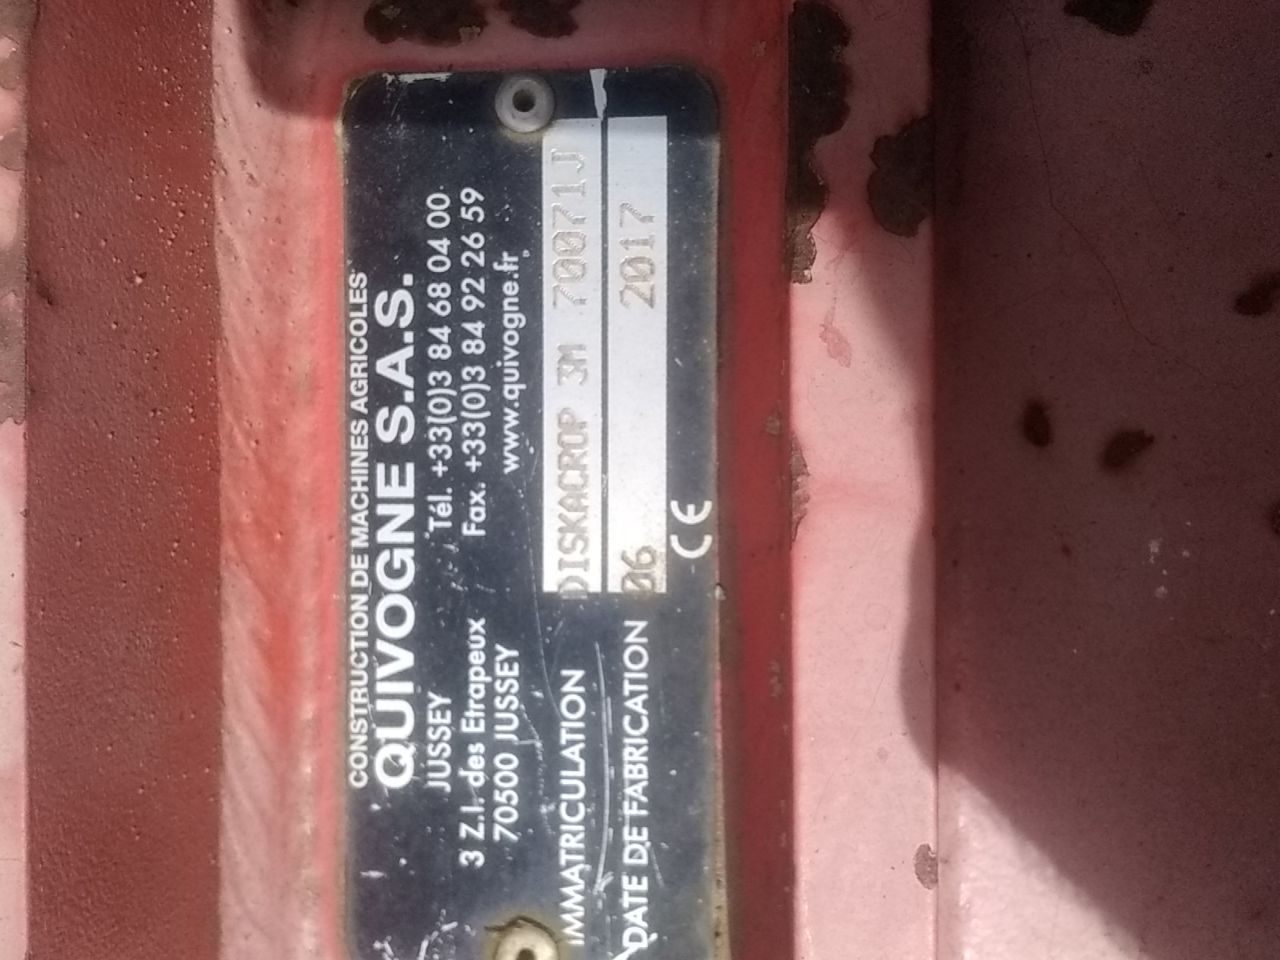 CONSTRUCTION DE MACHINES AGRICOLES
QUIVOGNE S.A.S.
JUSSEY Tél. +33(0)3 84 68 04 00
3 Z.I. des Etrapeux Fax. +33(0)3 84 92 26 59
70500 JUSSEY www.quivogne.fr
IMMATRICULATION DISKACROP 3M 70071J
DATE DE FABRICATION 06 2017
CE